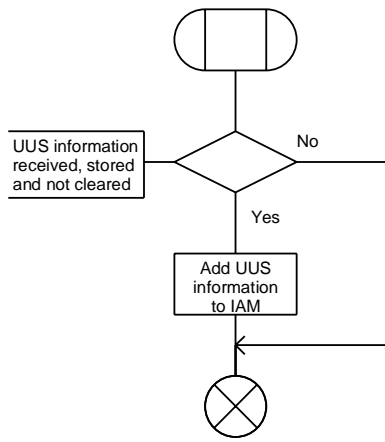 UUS information
received, stored
and not cleared
No
Yes
Add UUS
information
to IAM